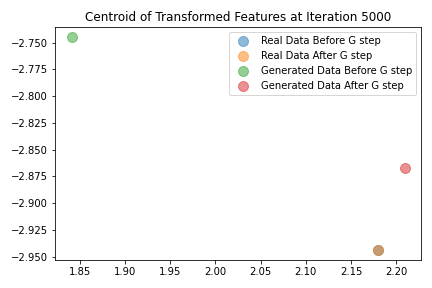 Centroid of Transformed Features at Iteration 5000
Real Data Before G step
Real Data After G step
Generated Data Before G step
Generated Data After G step
−2.750
−2.775
−2.800
−2.825
−2.850
−2.875
−2.900
−2.925
−2.950
1.85 1.90 1.95 2.00 2.05 2.10 2.15 2.20